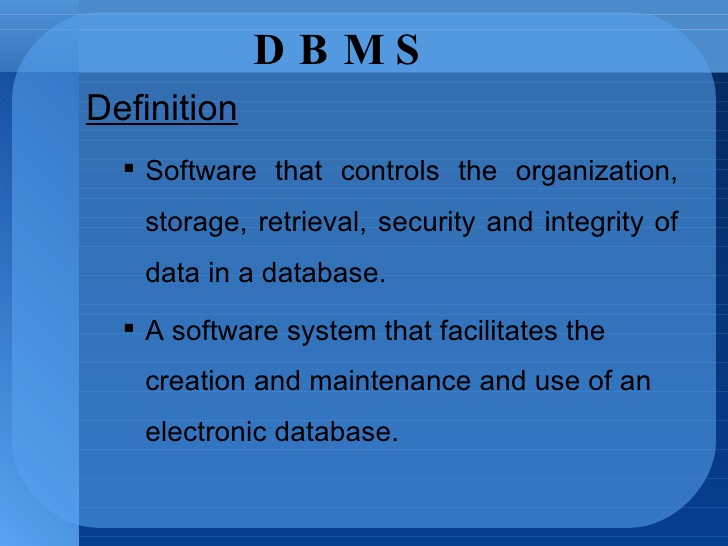 D B M S
Definition
▪ Software that controls the organization,
storage, retrieval, security and integrity of
data in a database.
▪ A software system that facilitates the
creation and maintenance and use of an
electronic database.